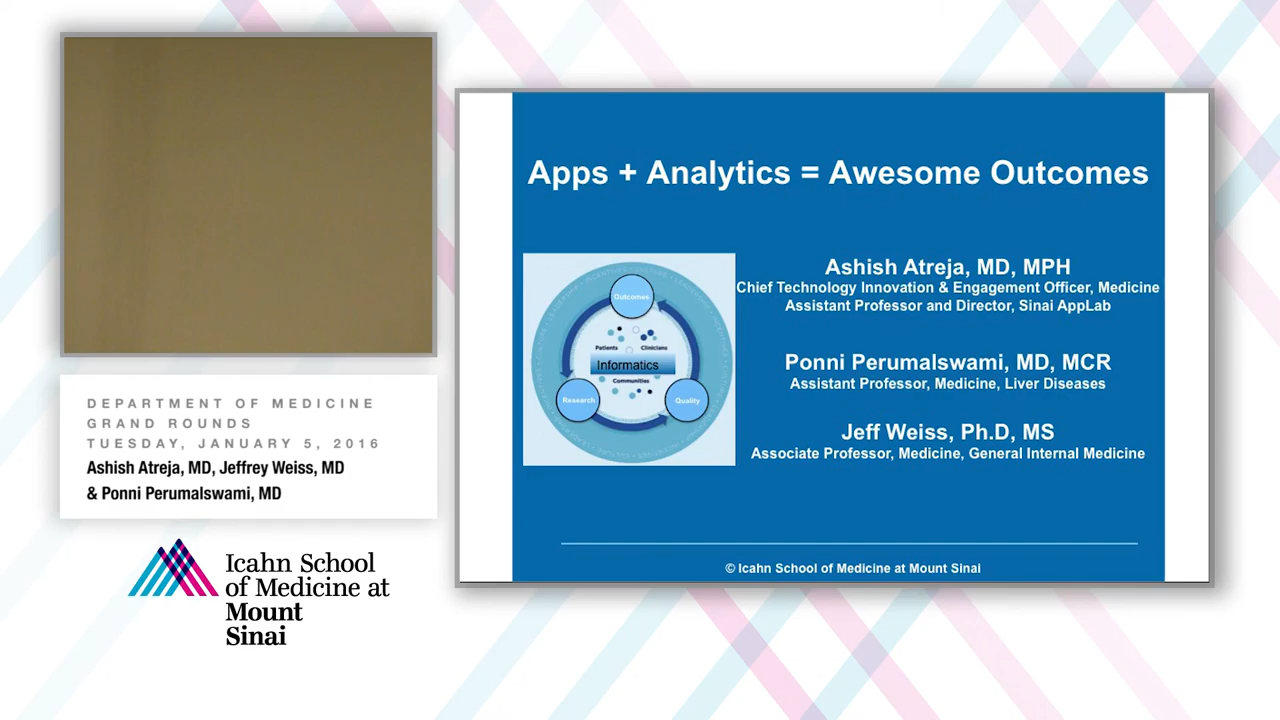 DEPARTMENT OF MEDICINE
GRAND ROUNDS
TUESDAY, JANUARY 5, 2016
Ashish Atreja, MD, Jeffrey Weiss, MD
& Ponni Perumalswami, MD
Icahn School
of Medicine at
Mount
Sinai
Apps + Analytics = Awesome Outcomes
Outcomes
Patients
Clinicians
Informatics
Communities
Research
Quality
Ashish Atreja, MD, MPH
Chief Technology Innovation & Engagement Officer, Medicine
Assistant Professor and Director, Sinai AppLab
Ponni Perumalswami, MD, MCR
Assistant Professor, Medicine, Liver Diseases
Jeff Weiss, Ph.D, MS
Associate Professor, Medicine, General Internal Medicine
© Icahn School of Medicine at Mount Sinai